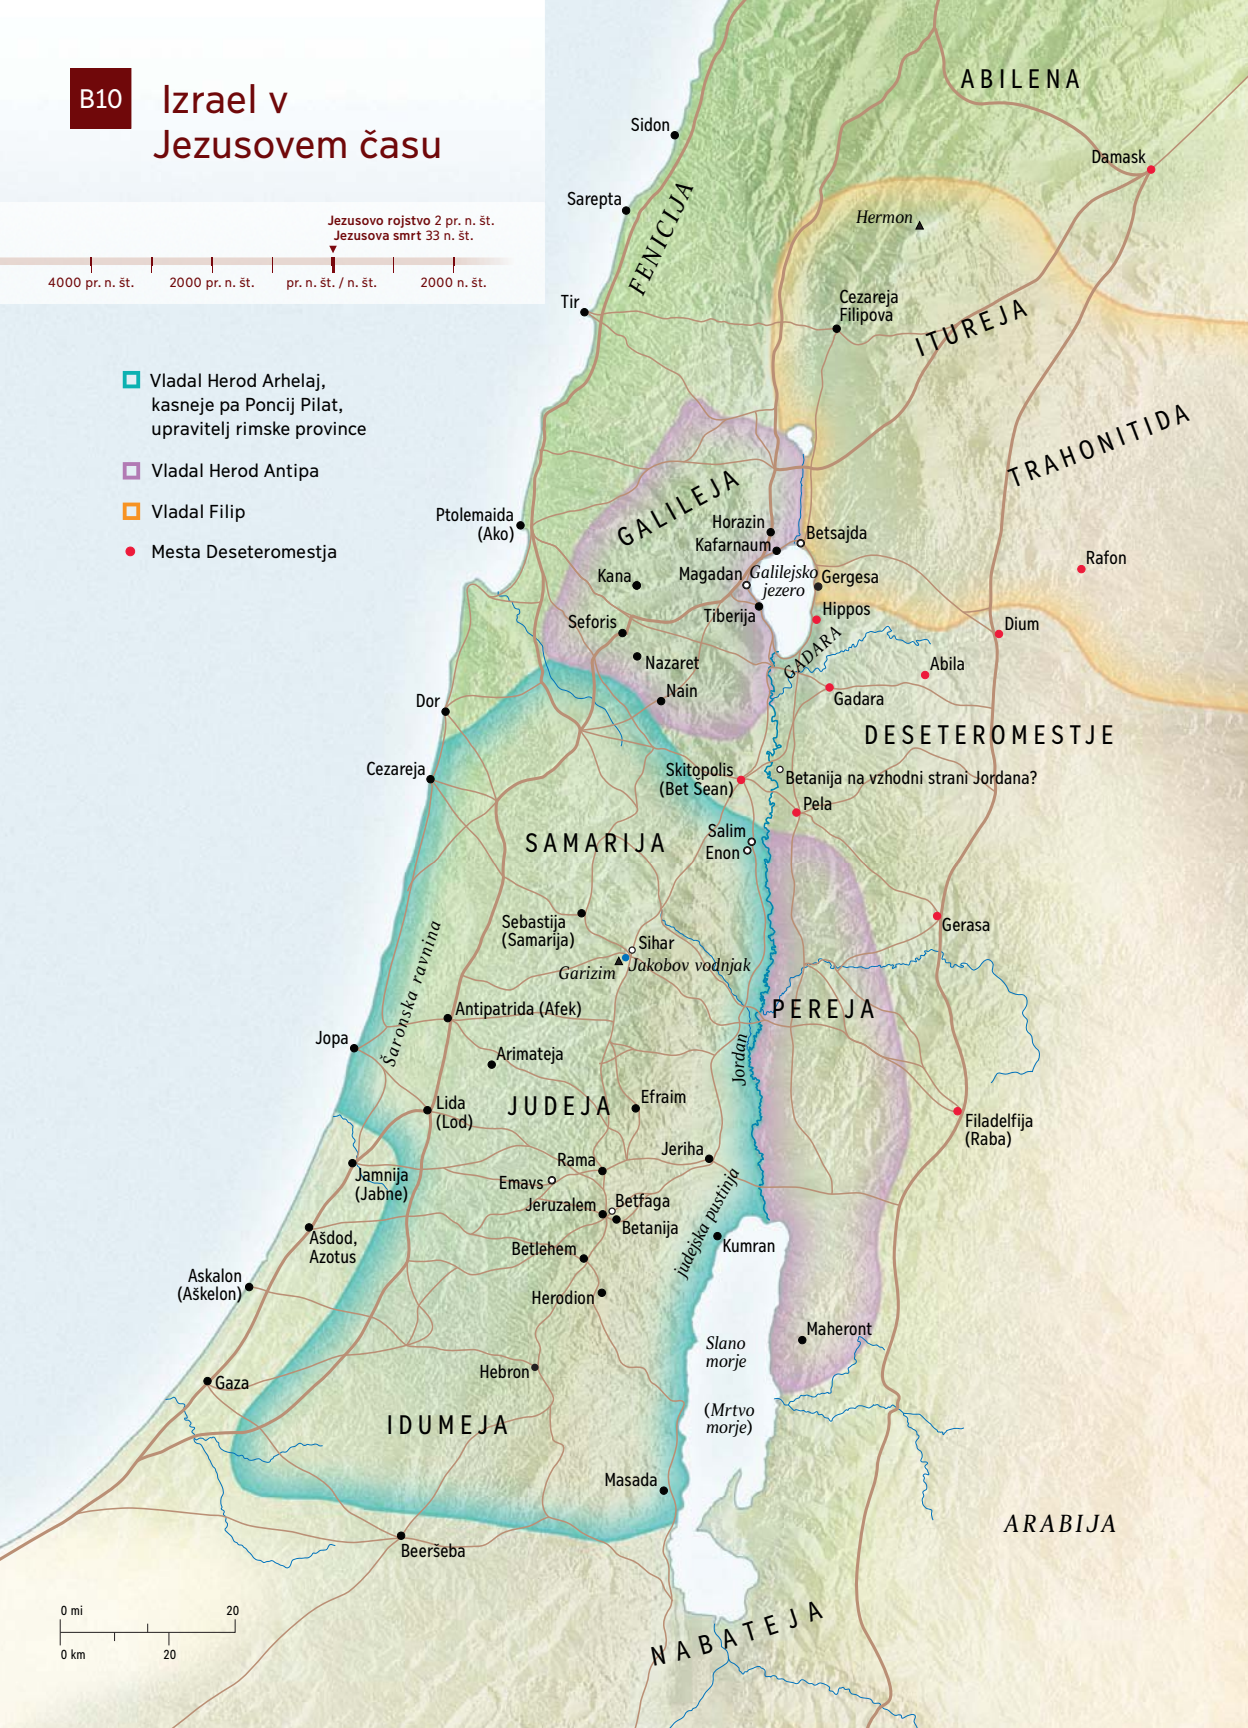 B10
Izrael v
Jezusovem času
Jezusovo rojstvo 2 pr. n. št.
Jezusova smrt 33 n. št.
4000 pr. n. št.
2000 pr. n. št.
pr. n. št. / n. št.
2000 n. št.
Vladal Herod Arhelaj,
kasneje pa Poncij Pilat,
upravitelj rimske province
Vladal Herod Antipa
Vladal Filip
Mesta Deseteromestja
ABILENA
Sidon
Damask
Sarepta
FENICIJA
Hermon
Tir
Cezareja
Filipova
ITUREJA
TRAHONITIDA
GALILEJA
Ptolemaida
(Ako)
Horazin
Kafarnaum
Betsajda
Rafon
Kana
Magadan
Galilejsko
jezero
Gergesa
Tiberija
Hippos
Seforis
Dium
GADARA
Nazaret
Abila
Nain
Gadara
Dor
DESETEROMESTJE
Cezareja
Skitopolis
(Bet Šean)
Betanija na vzhodni strani Jordana?
Pela
SAMARIJA
Salim
Enon
Sebastija
(Samarija)
Gerasa
Sihar
Jakobov vodnjak
Garizim
Šaronska ravnina
Antipatrida (Afek)
PEREJA
Jopa
Arimateja
Jordan
Lida
(Lod)
JUDEJA
Efraim
Filadelfija
(Raba)
Jeriha
Rama
Jamnija
(Jabne)
Emavs
Jeruzalem
Betfaga
Betanija
judejska pustinja
Ašdod,
Azotus
Betlehem
Kumran
Askalon
(Aškelon)
Herodion
Maheront
Slano
morje
(Mrtvo
morje)
Hebron
Gaza
IDUMEJA
Masada
ARABIJA
Beeršeba
NABATEJA
0 mi
20
0 km
20